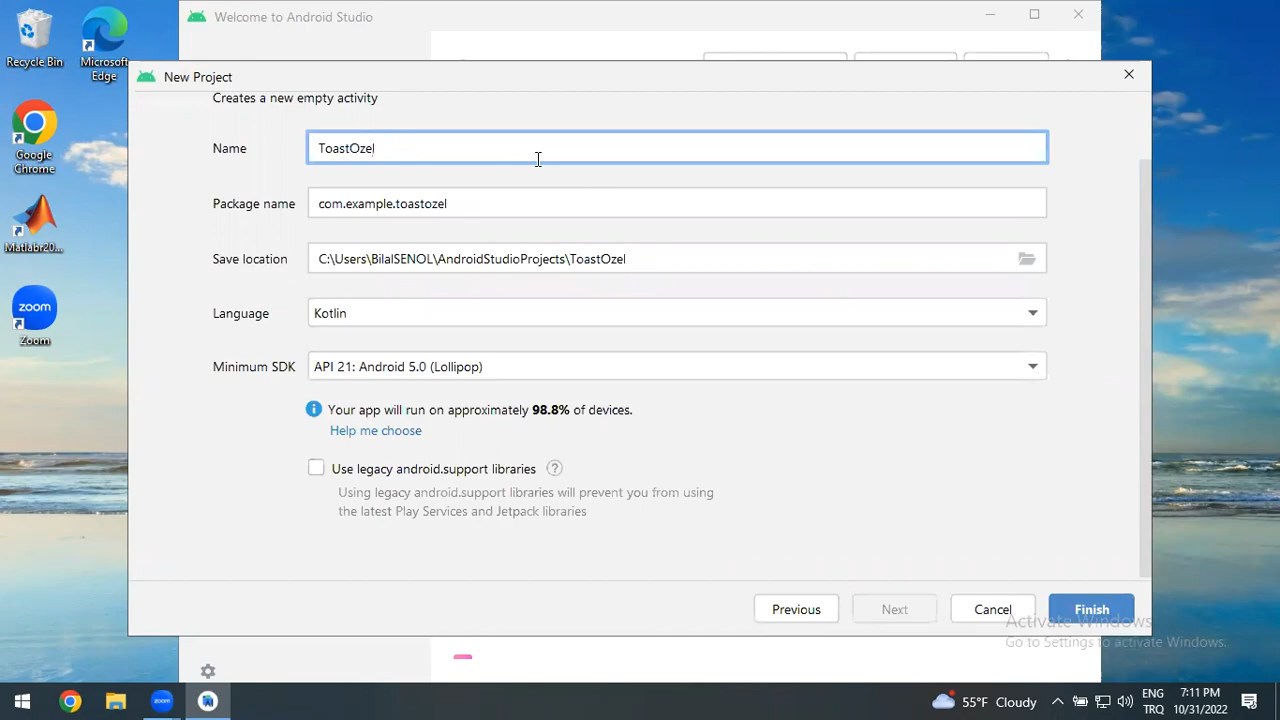 Recycle Bin
Microsoft Edge
Welcome to Android Studio
New Project
Creates a new empty activity
Name
ToastOzel
Package name
com.example.toastozel
Save location
C:\Users\BilalSENOL\AndroidStudioProjects\ToastOzel
Language
Kotlin
Minimum SDK
API 21: Android 5.0 (Lollipop)
Your app will run on approximately 98.8% of devices.
Help me choose
Use legacy android.support libraries ?
Using legacy android.support libraries will prevent you from using
the latest Play Services and Jetpack libraries
Previous
Next
Cancel
Finish
Activate Windows
Go to Settings to activate Windows.
Google Chrome
Matlabr20...
zoom
Zoom
zoom
55°F Cloudy
ENG
TRQ
7:11 PM
10/31/2022